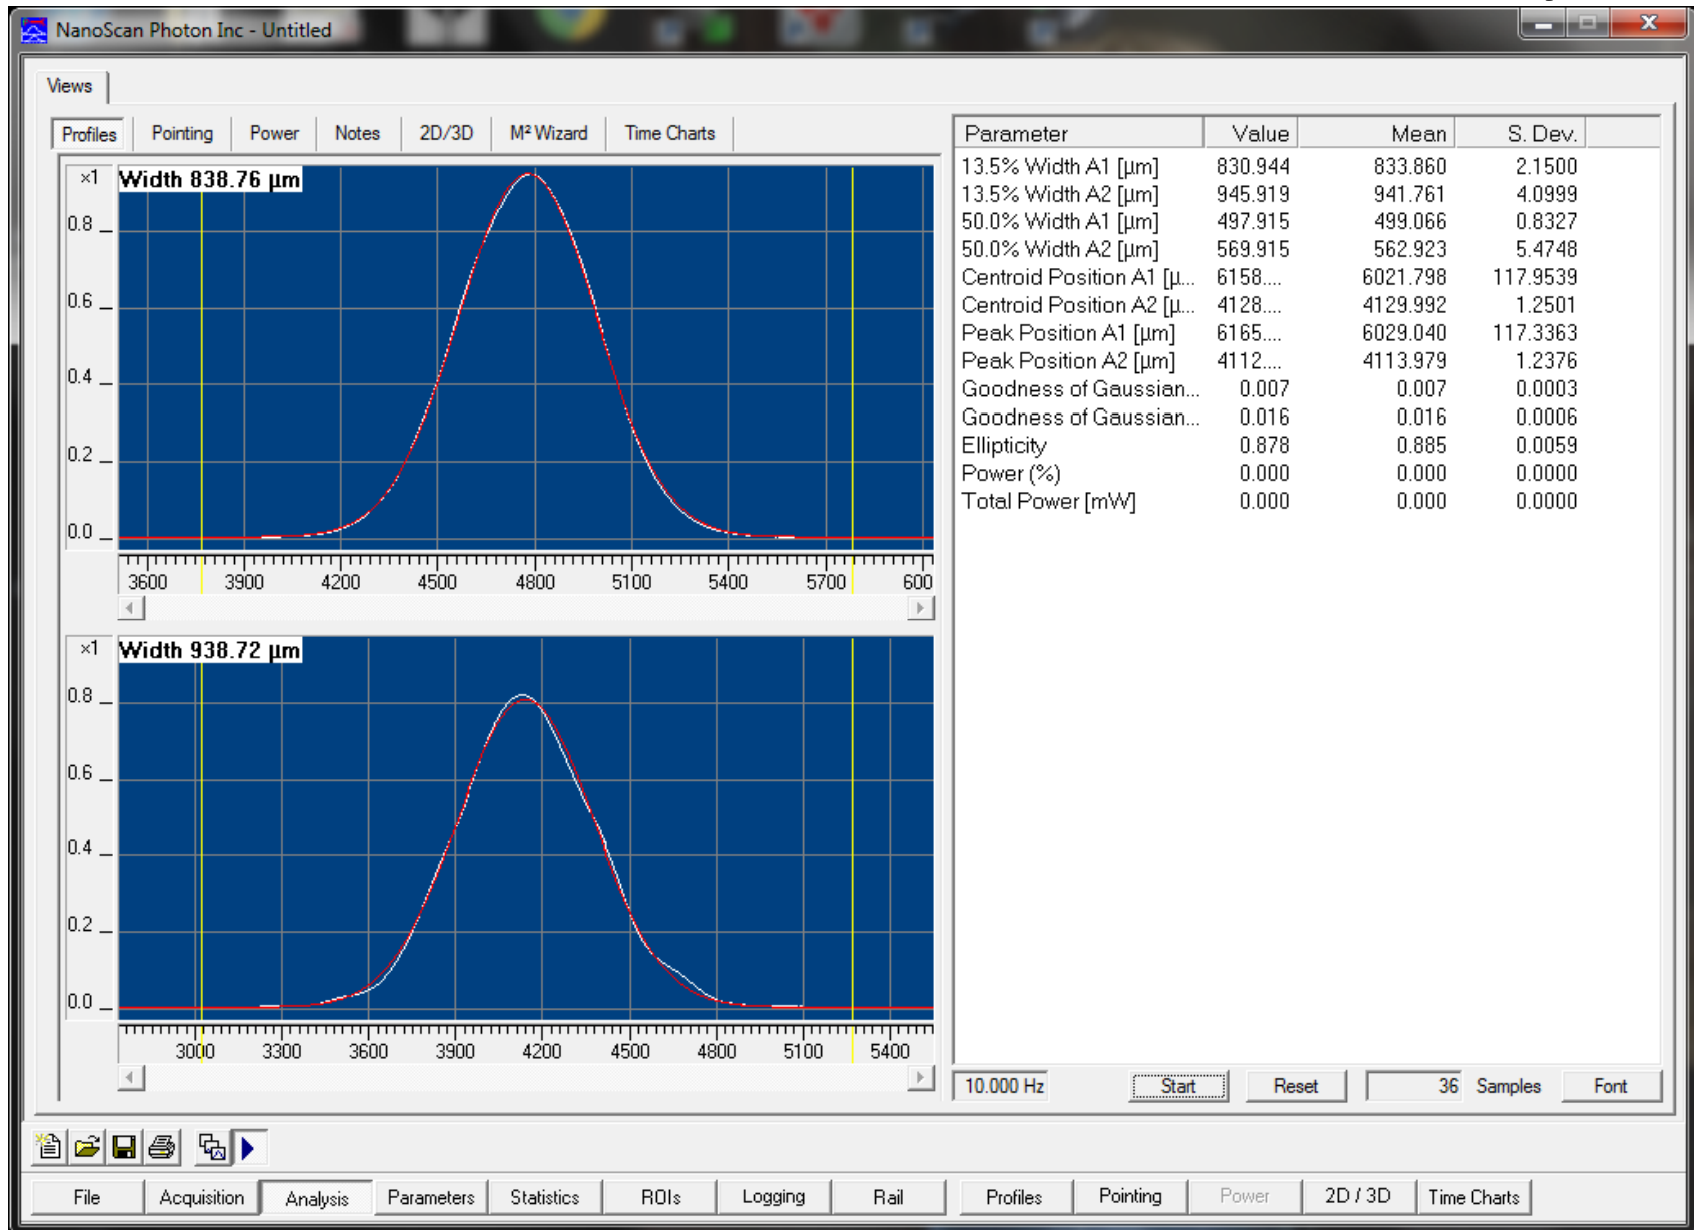 NanoScan Photon Inc - Untitled
Views
Profiles Pointing Power Notes 2D/3D M² Wizard Time Charts
×1 Width 838.76 µm
0.8
0.6
0.4
0.2
0.0
3600 3900 4200 4500 4800 5100 5400 5700 600
×1 Width 938.72 µm
0.8
0.6
0.4
0.2
0.0
3000 3300 3600 3900 4200 4500 4800 5100 5400
Parameter Value Mean S. Dev.
13.5% Width A1 [µm] 830.944 833.860 2.1500
13.5% Width A2 [µm] 945.919 941.761 4.0999
50.0% Width A1 [µm] 497.915 499.066 0.8327
50.0% Width A2 [µm] 569.915 562.923 5.4748
Centroid Position A1 [µ... 6158.... 6021.798 117.9539
Centroid Position A2 [µ... 4128.... 4129.992 1.2501
Peak Position A1 [µm] 6165.... 6029.040 117.3363
Peak Position A2 [µm] 4112.... 4113.979 1.2376
Goodness of Gaussian... 0.007 0.007 0.0003
Goodness of Gaussian... 0.016 0.016 0.0006
Ellipticity 0.878 0.885 0.0059
Power (%) 0.000 0.000 0.0000
Total Power [mW] 0.000 0.000 0.0000
10.000 Hz Start Reset 36 Samples Font
File Acquisition Analysis Parameters Statistics ROIs Logging Rail Profiles Pointing Power 2D / 3D Time Charts